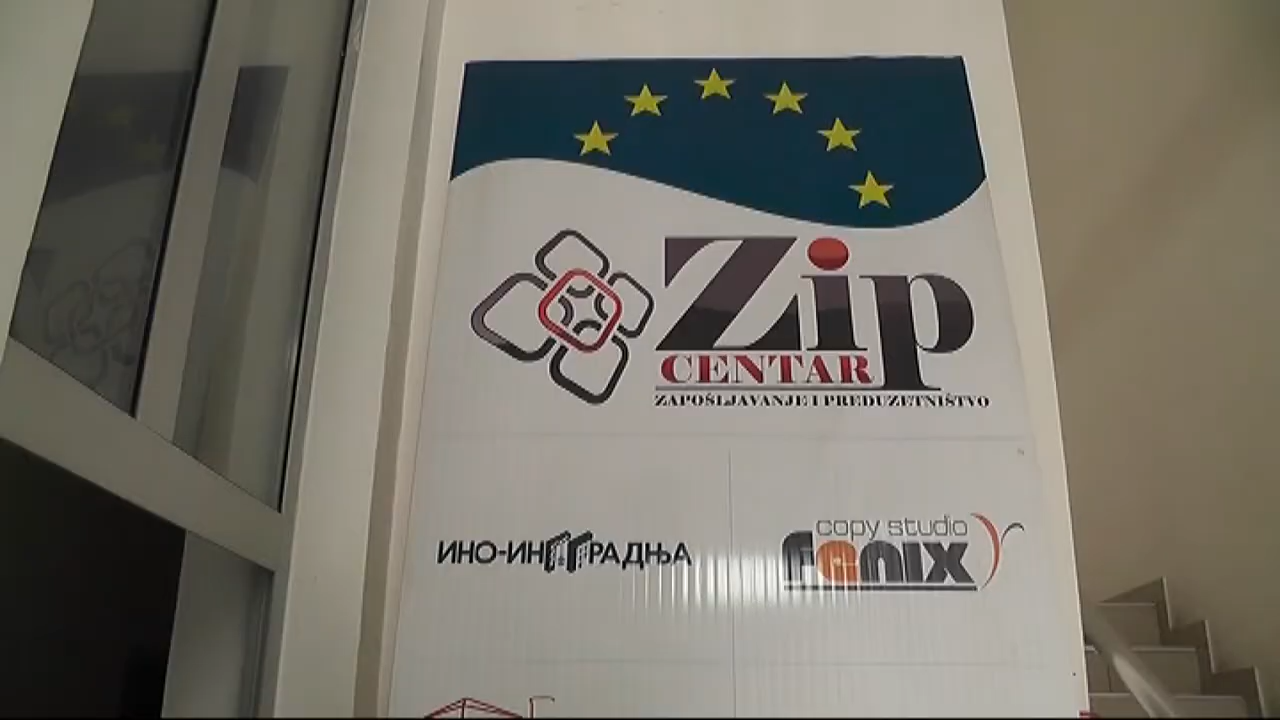 Zip
CENTAR
ZAPOŠLJAVANJE I PREDUZETNIŠTVO
ИНО-ИНГРАДЊА
copy studio
fenix